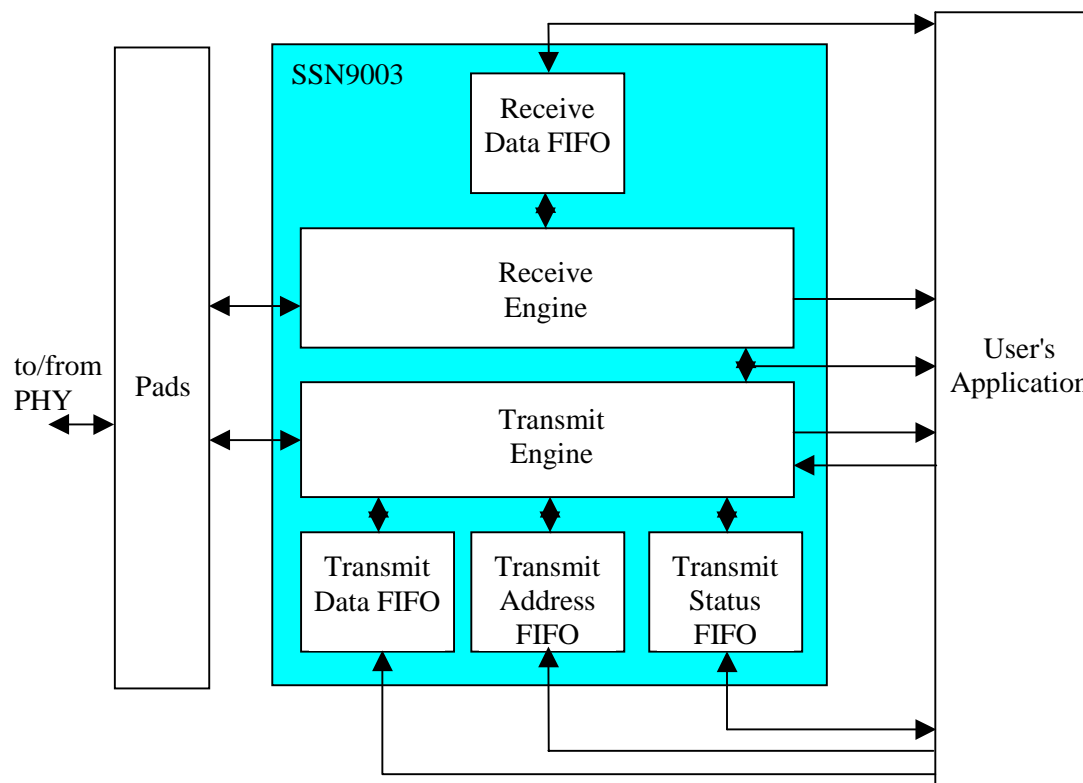 SSN9003
Receive
Data FIFO
Receive
Engine
to/from
PHY
Pads
User's
Application
Transmit
Engine
Transmit
Data FIFO
Transmit
Address
FIFO
Transmit
Status
FIFO